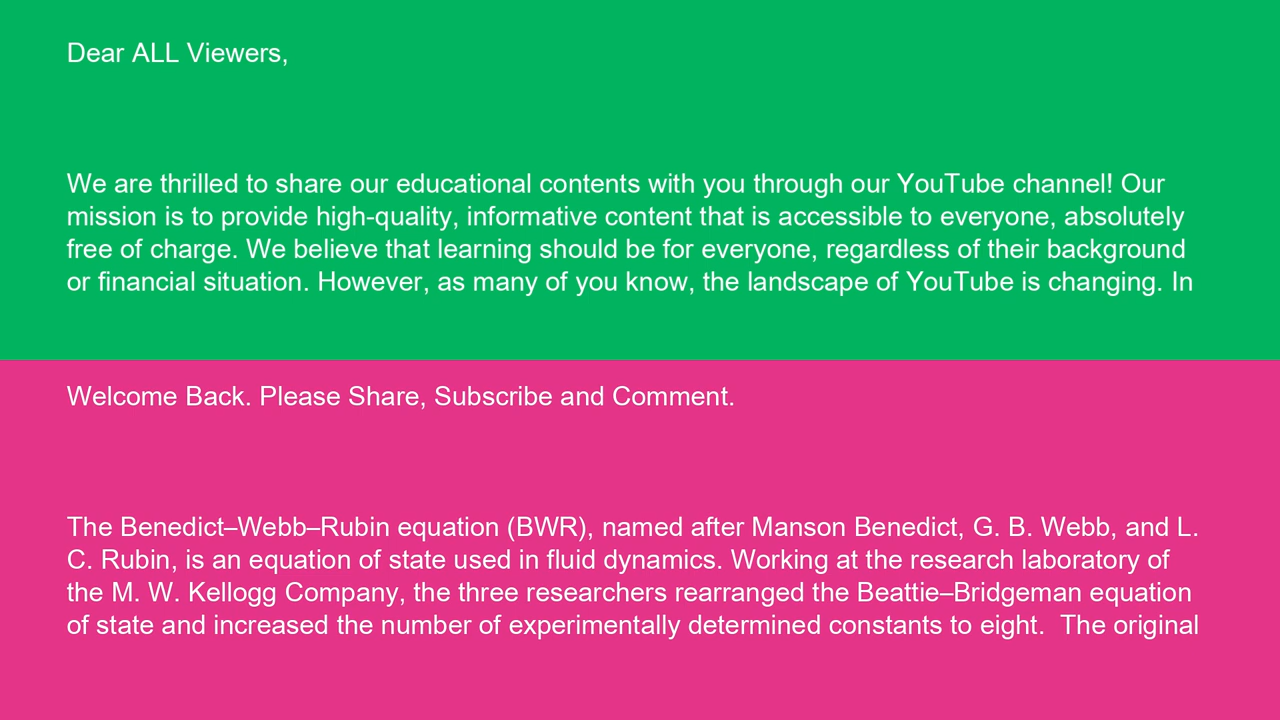 Dear ALL Viewers,
We are thrilled to share our educational contents with you through our YouTube channel! Our
mission is to provide high-quality, informative content that is accessible to everyone, absolutely
free of charge. We believe that learning should be for everyone, regardless of their background
or financial situation. However, as many of you know, the landscape of YouTube is changing. In
Welcome Back. Please Share, Subscribe and Comment.
The Benedict–Webb–Rubin equation (BWR), named after Manson Benedict, G. B. Webb, and L.
C. Rubin, is an equation of state used in fluid dynamics. Working at the research laboratory of
the M. W. Kellogg Company, the three researchers rearranged the Beattie–Bridgeman equation
of state and increased the number of experimentally determined constants to eight.  The original